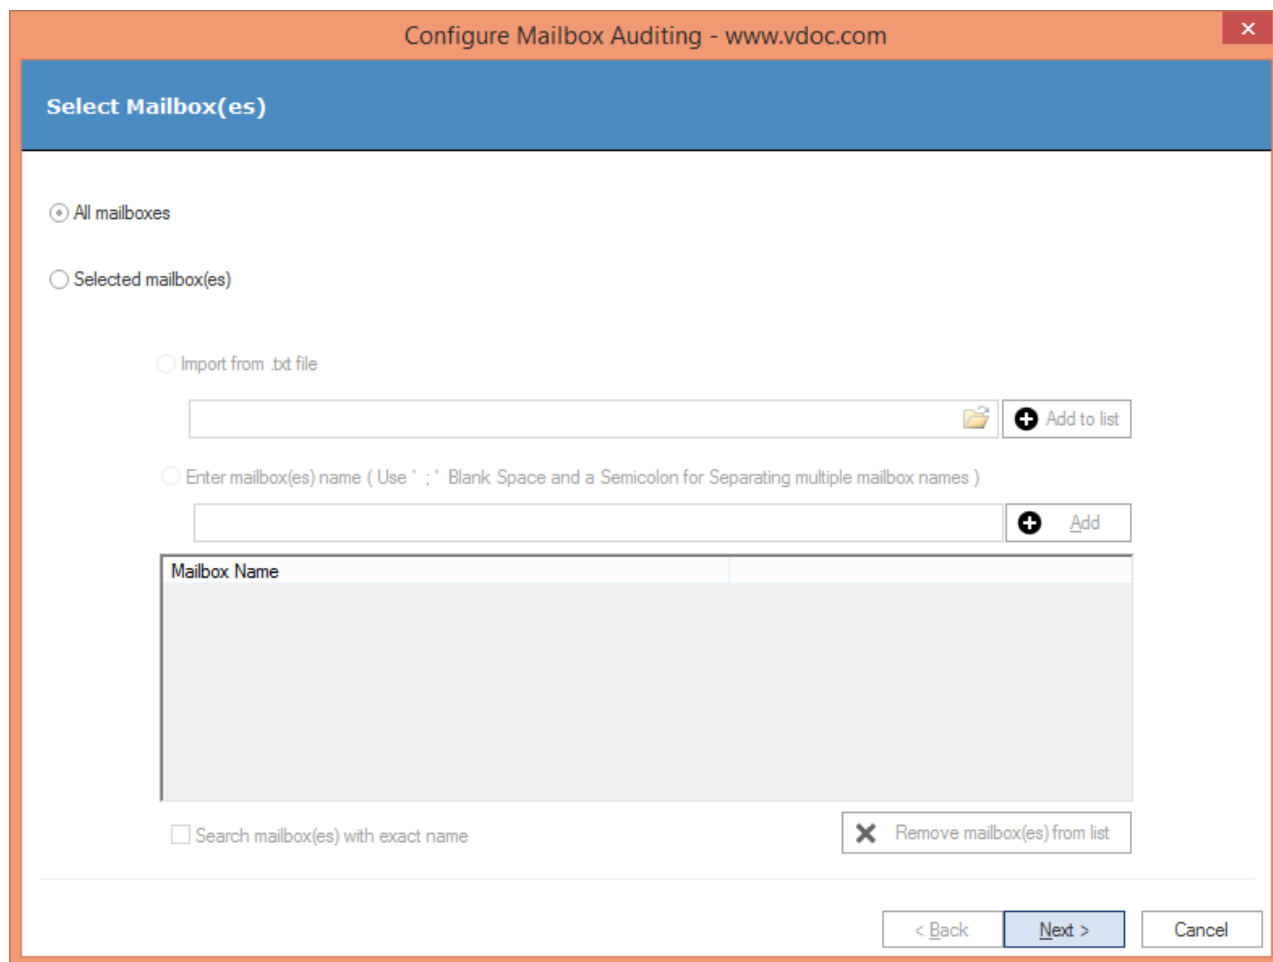 Configure Mailbox Auditing - www.vdoc.com
Select Mailbox(es)
All mailboxes
Selected mailbox(es)
Import from .txt file
Add to list
Enter mailbox(es) name ( Use ' ; ' Blank Space and a Semicolon for Separating multiple mailbox names )
Add
Mailbox Name
Search mailbox(es) with exact name
Remove mailbox(es) from list
< Back Next > Cancel